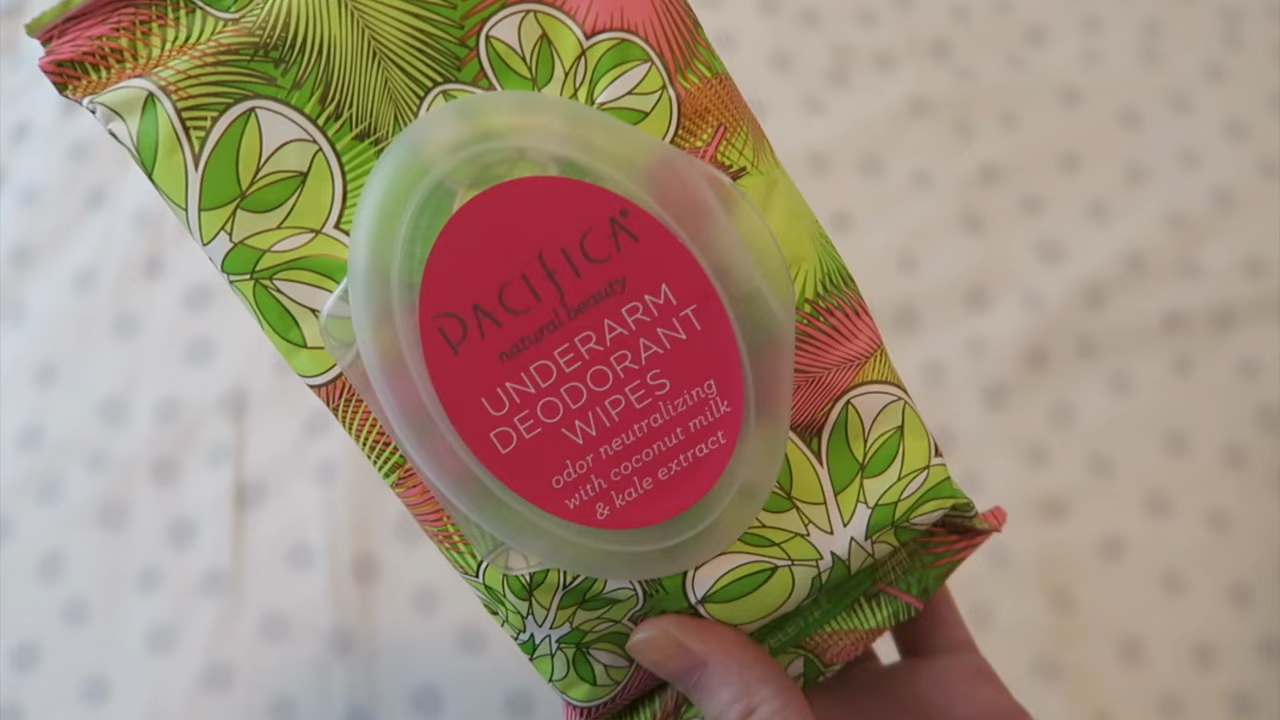 PACIFICA®
natural beauty
UNDERARM
DEODORANT
WIPES
odor neutralizing
with coconut milk
& kale extract